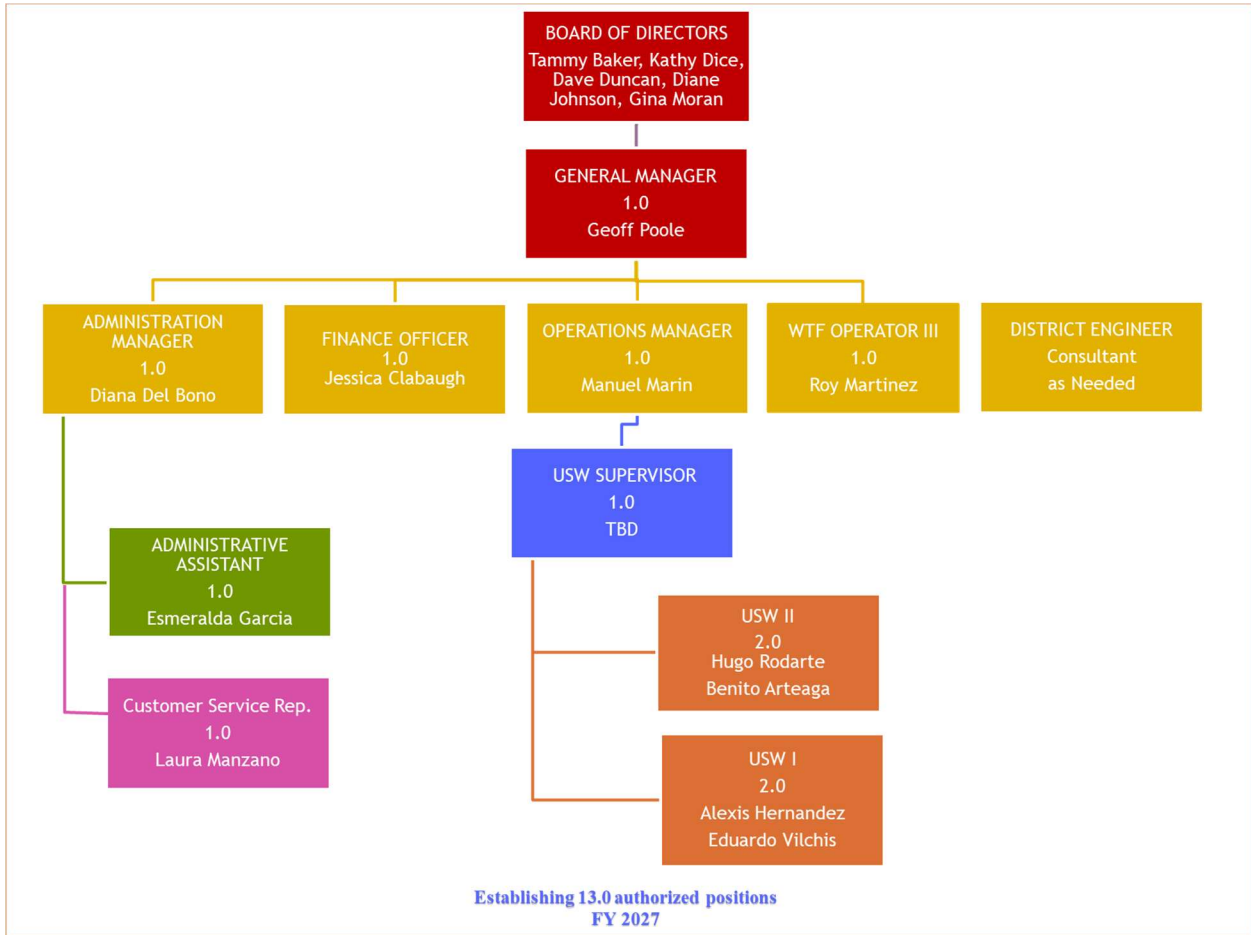 BOARD OF DIRECTORS
Tammy Baker, Kathy Dice,
Dave Duncan, Diane
Johnson, Gina Moran
GENERAL MANAGER
1.0
Geoff Poole
ADMINISTRATION
MANAGER
1.0
Diana Del Bono
FINANCE OFFICER
1.0
Jessica Clabaugh
OPERATIONS MANAGER
1.0
Manuel Marin
WTF OPERATOR III
1.0
Roy Martinez
DISTRICT ENGINEER
Consultant
as Needed
USW SUPERVISOR
1.0
TBD
ADMINISTRATIVE
ASSISTANT
1.0
Esmeralda Garcia
USW II
2.0
Hugo Rodarte
Benito Arteaga
Customer Service Rep.
1.0
Laura Manzano
USW I
2.0
Alexis Hernandez
Eduardo Vilchis
Establishing 13.0 authorized positions
FY 2027